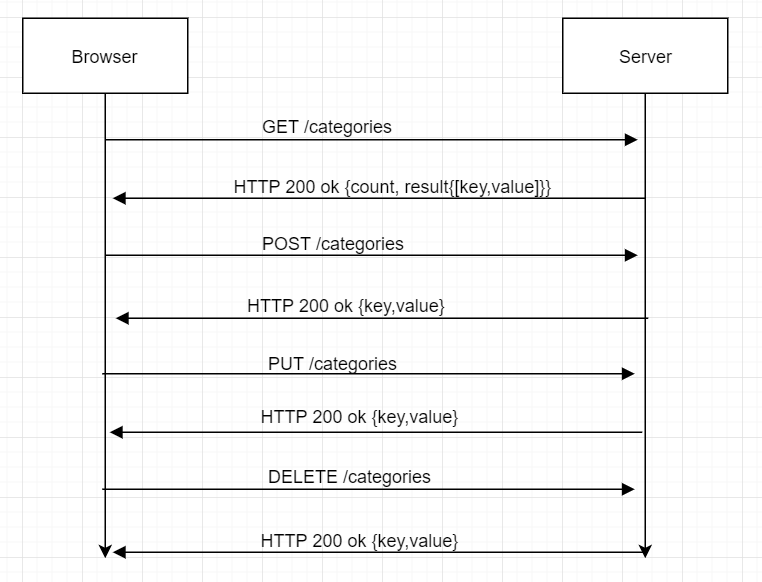 Browser
Server
GET /categories
HTTP 200 ok {count, result{[key,value]}}
POST /categories
HTTP 200 ok {key,value}
PUT /categories
HTTP 200 ok {key,value}
DELETE /categories
HTTP 200 ok {key,value}